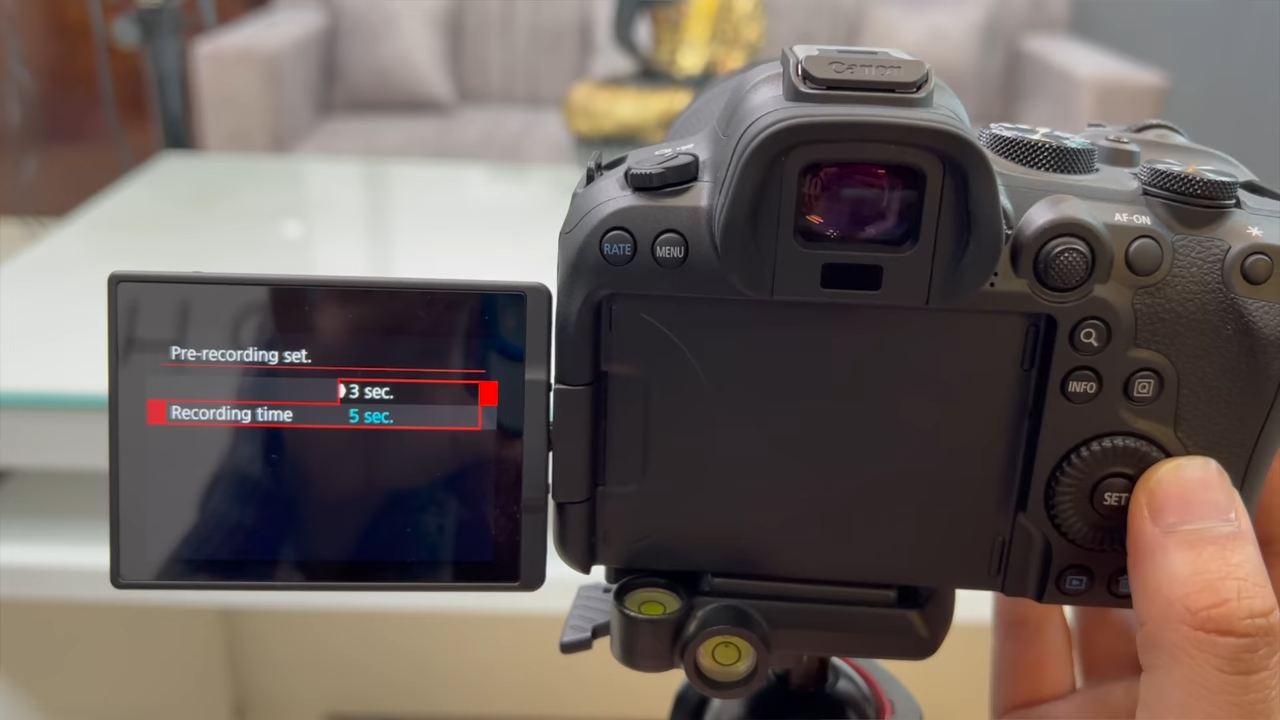 Canon
RATE
MENU
AF-ON
Pre-recording set.
3 sec.
Recording time
5 sec.
INFO
Q
SET